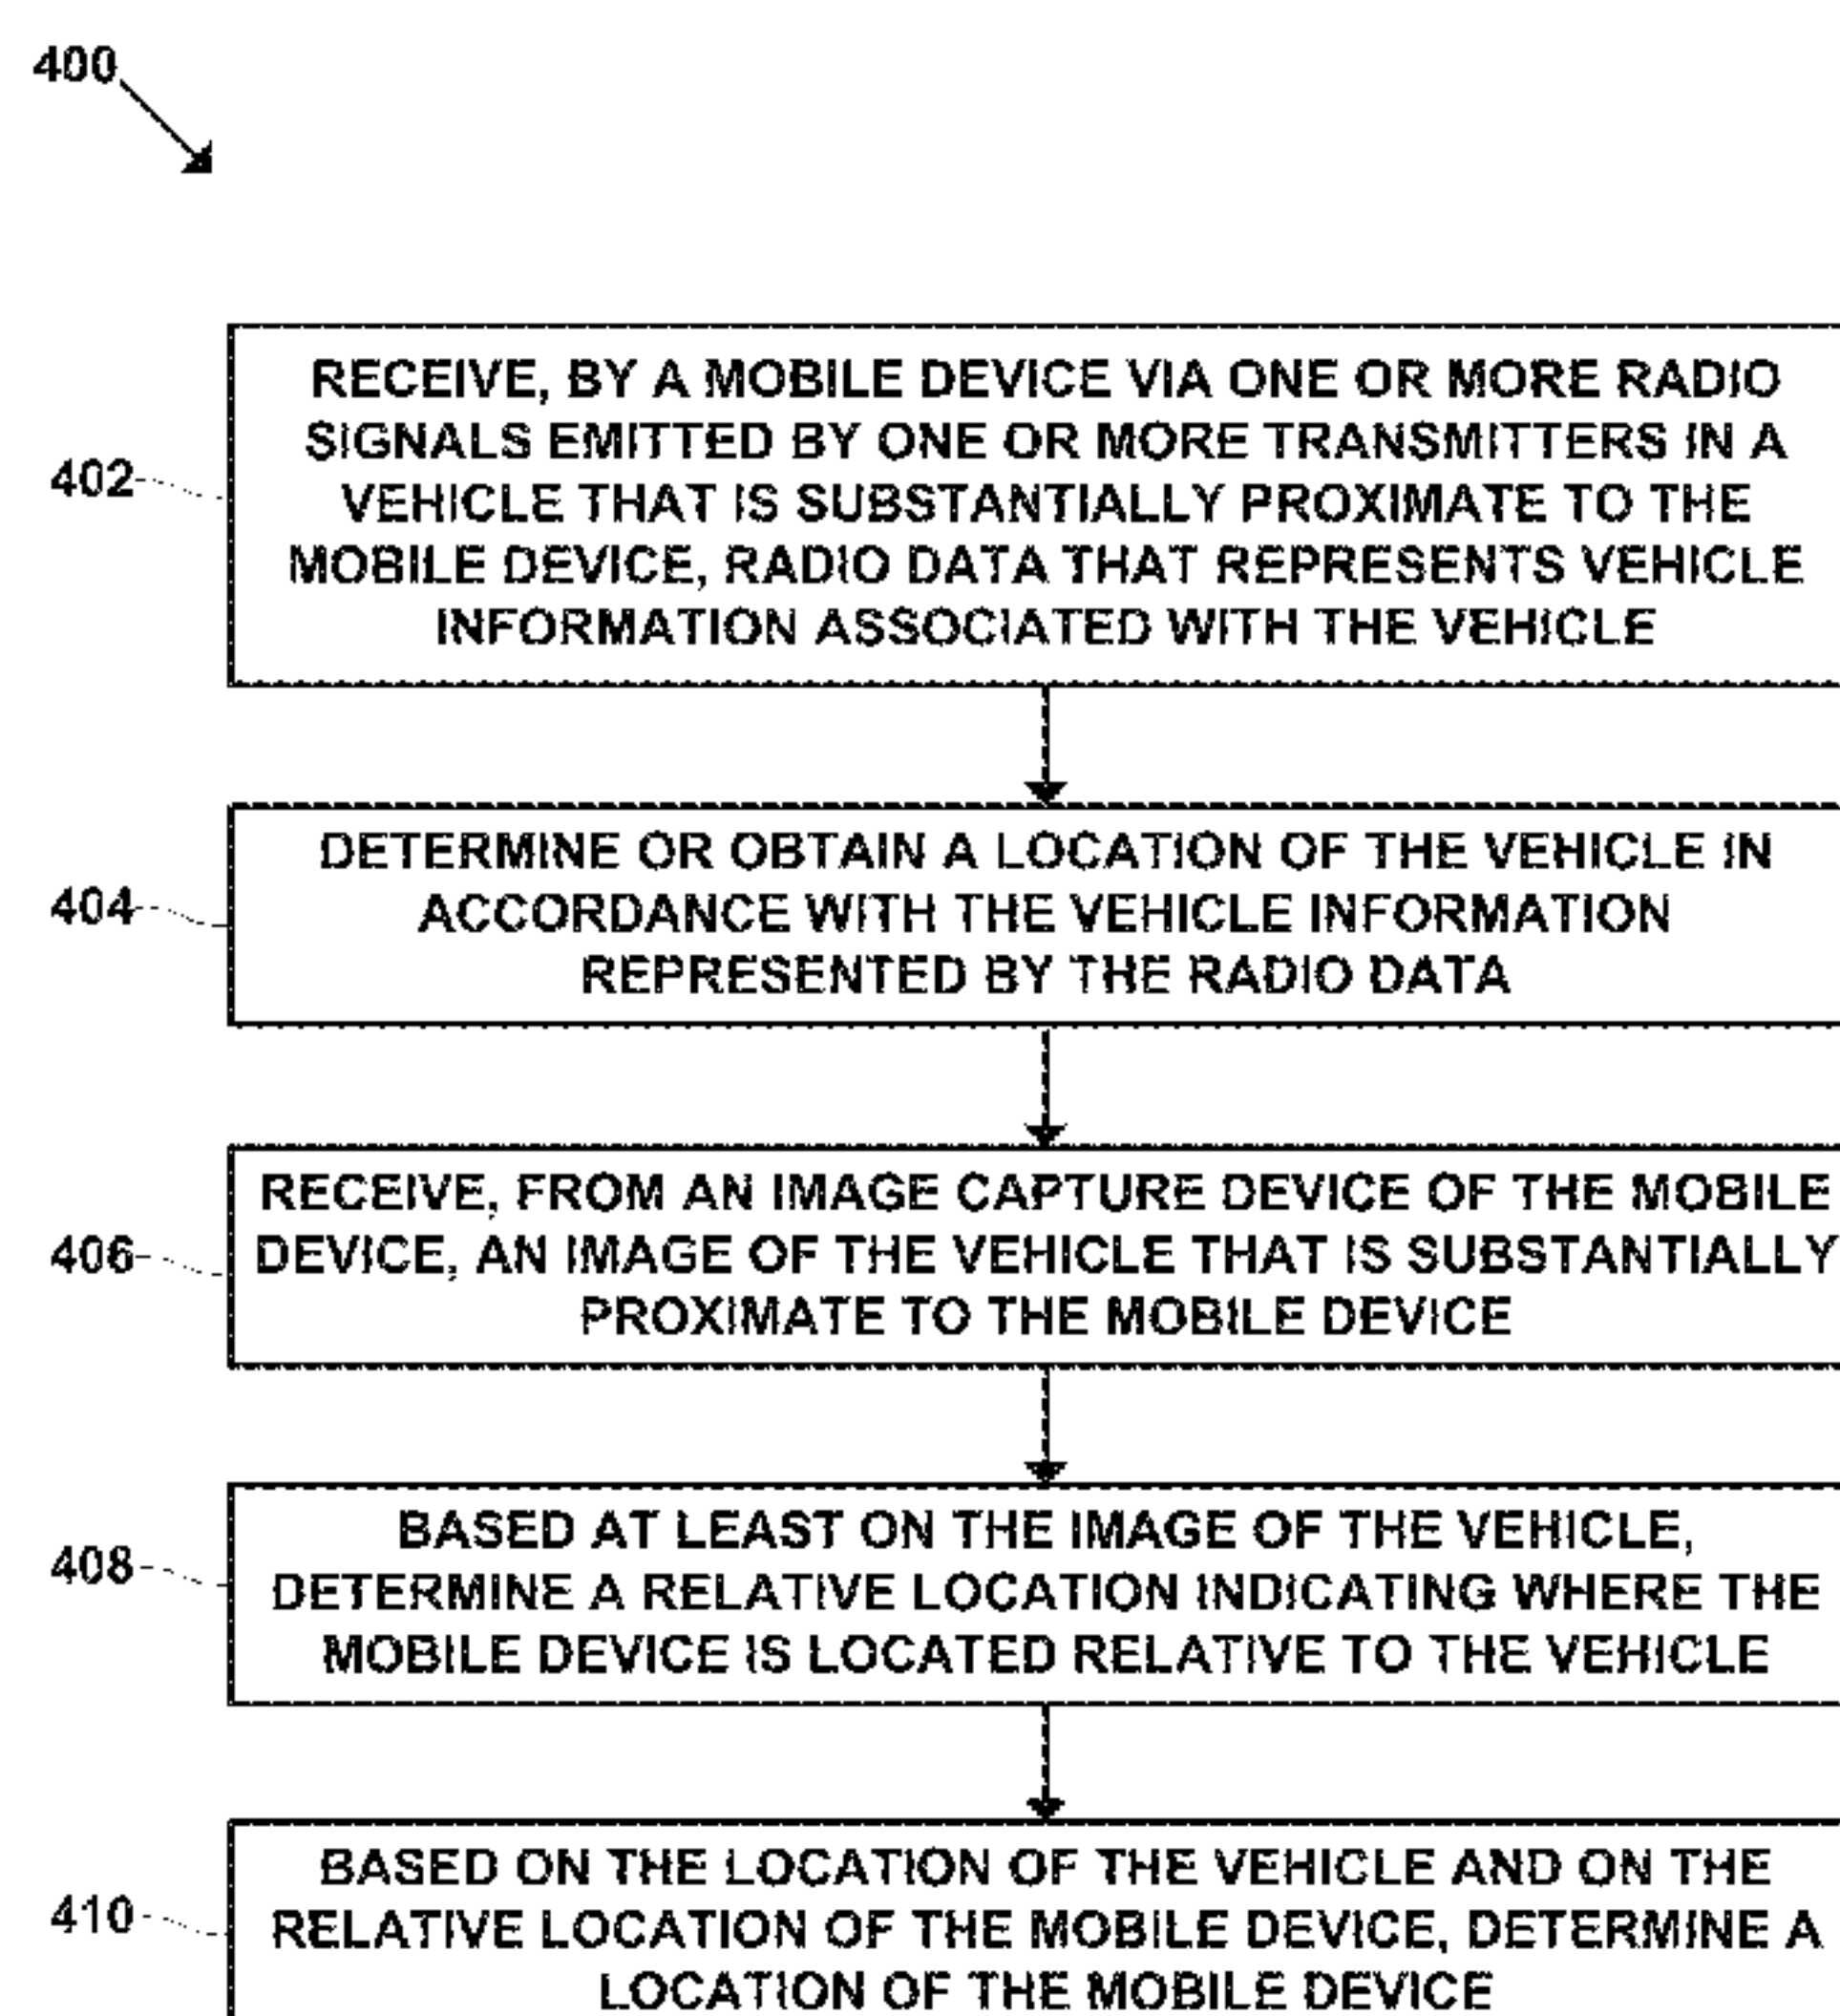 400
402
RECEIVE, BY A MOBILE DEVICE VIA ONE OR MORE RADIO
SIGNALS EMITTED BY ONE OR MORE TRANSMITTERS IN A
VEHICLE THAT IS SUBSTANTIALLY PROXIMATE TO THE
MOBILE DEVICE, RADIO DATA THAT REPRESENTS VEHICLE
INFORMATION ASSOCIATED WITH THE VEHICLE
404
DETERMINE OR OBTAIN A LOCATION OF THE VEHICLE IN
ACCORDANCE WITH THE VEHICLE INFORMATION
REPRESENTED BY THE RADIO DATA
406
RECEIVE, FROM AN IMAGE CAPTURE DEVICE OF THE MOBILE
DEVICE, AN IMAGE OF THE VEHICLE THAT IS SUBSTANTIALLY
PROXIMATE TO THE MOBILE DEVICE
408
BASED AT LEAST ON THE IMAGE OF THE VEHICLE,
DETERMINE A RELATIVE LOCATION INDICATING WHERE THE
MOBILE DEVICE IS LOCATED RELATIVE TO THE VEHICLE
410
BASED ON THE LOCATION OF THE VEHICLE AND ON THE
RELATIVE LOCATION OF THE MOBILE DEVICE, DETERMINE A
LOCATION OF THE MOBILE DEVICE